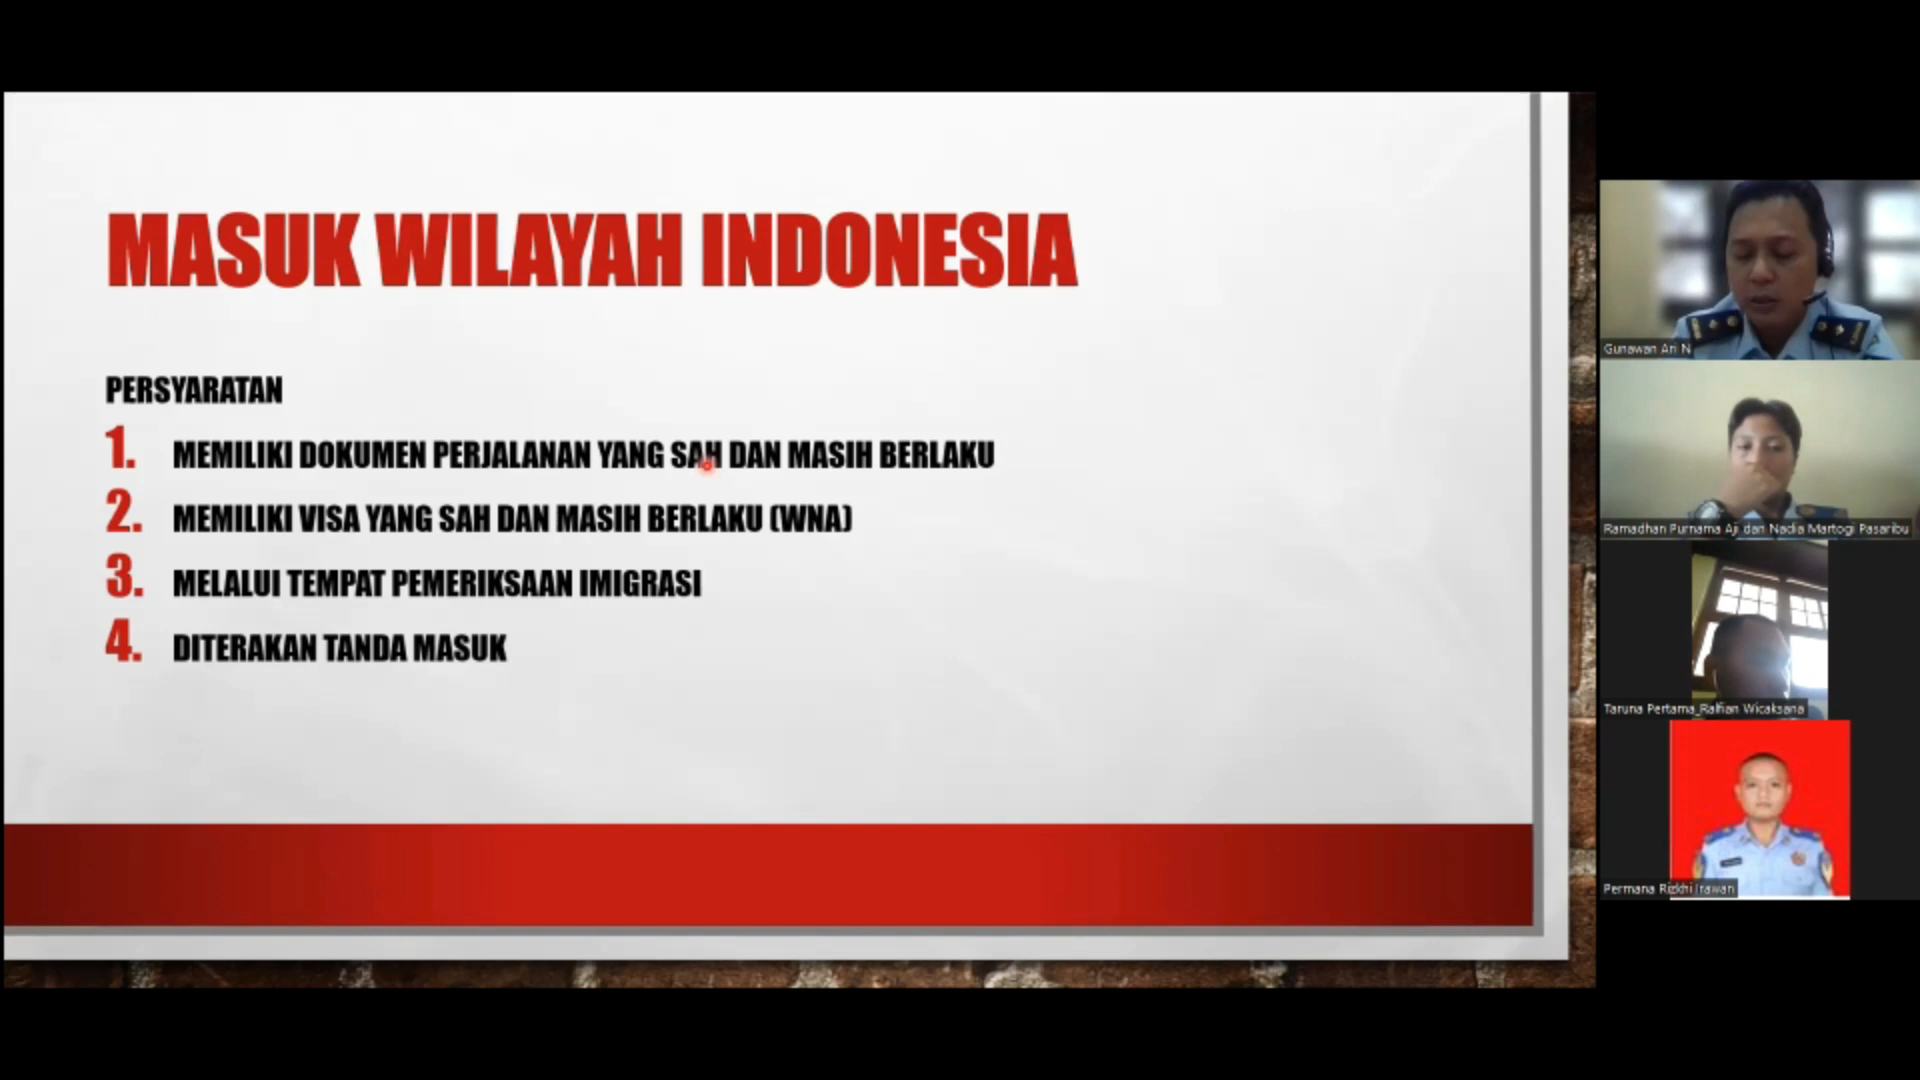 MASUK WILAYAH INDONESIA
PERSYARATAN
1. MEMILIKI DOKUMEN PERJALANAN YANG SAH DAN MASIH BERLAKU
2. MEMILIKI VISA YANG SAH DAN MASIH BERLAKU (WNA)
3. MELALUI TEMPAT PEMERIKSAAN IMIGRASI
4. DITERAKAN TANDA MASUK
Gunawan Ari N
Ramadhan Purnama Aji dan Nadia Martogi Pasaribu
Taruna Pertama_Ralfian Wicaksana
Permana Rizkhi Irawan